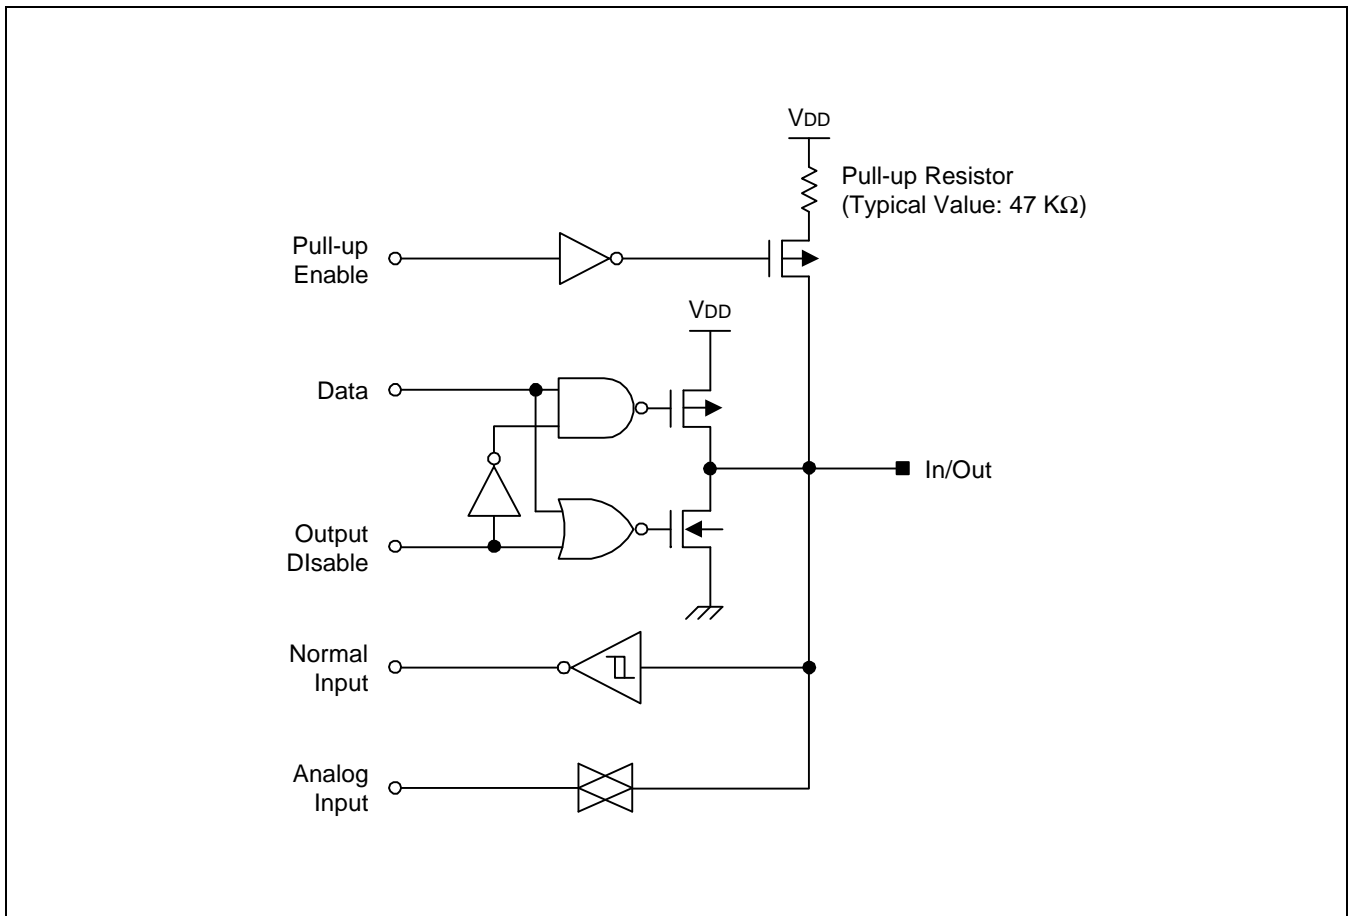 VDD
Pull-up Resistor
(Typical Value: 47 KΩ)
Pull-up
Enable
VDD
Data
In/Out
Output
DIsable
Normal
Input
Analog
Input